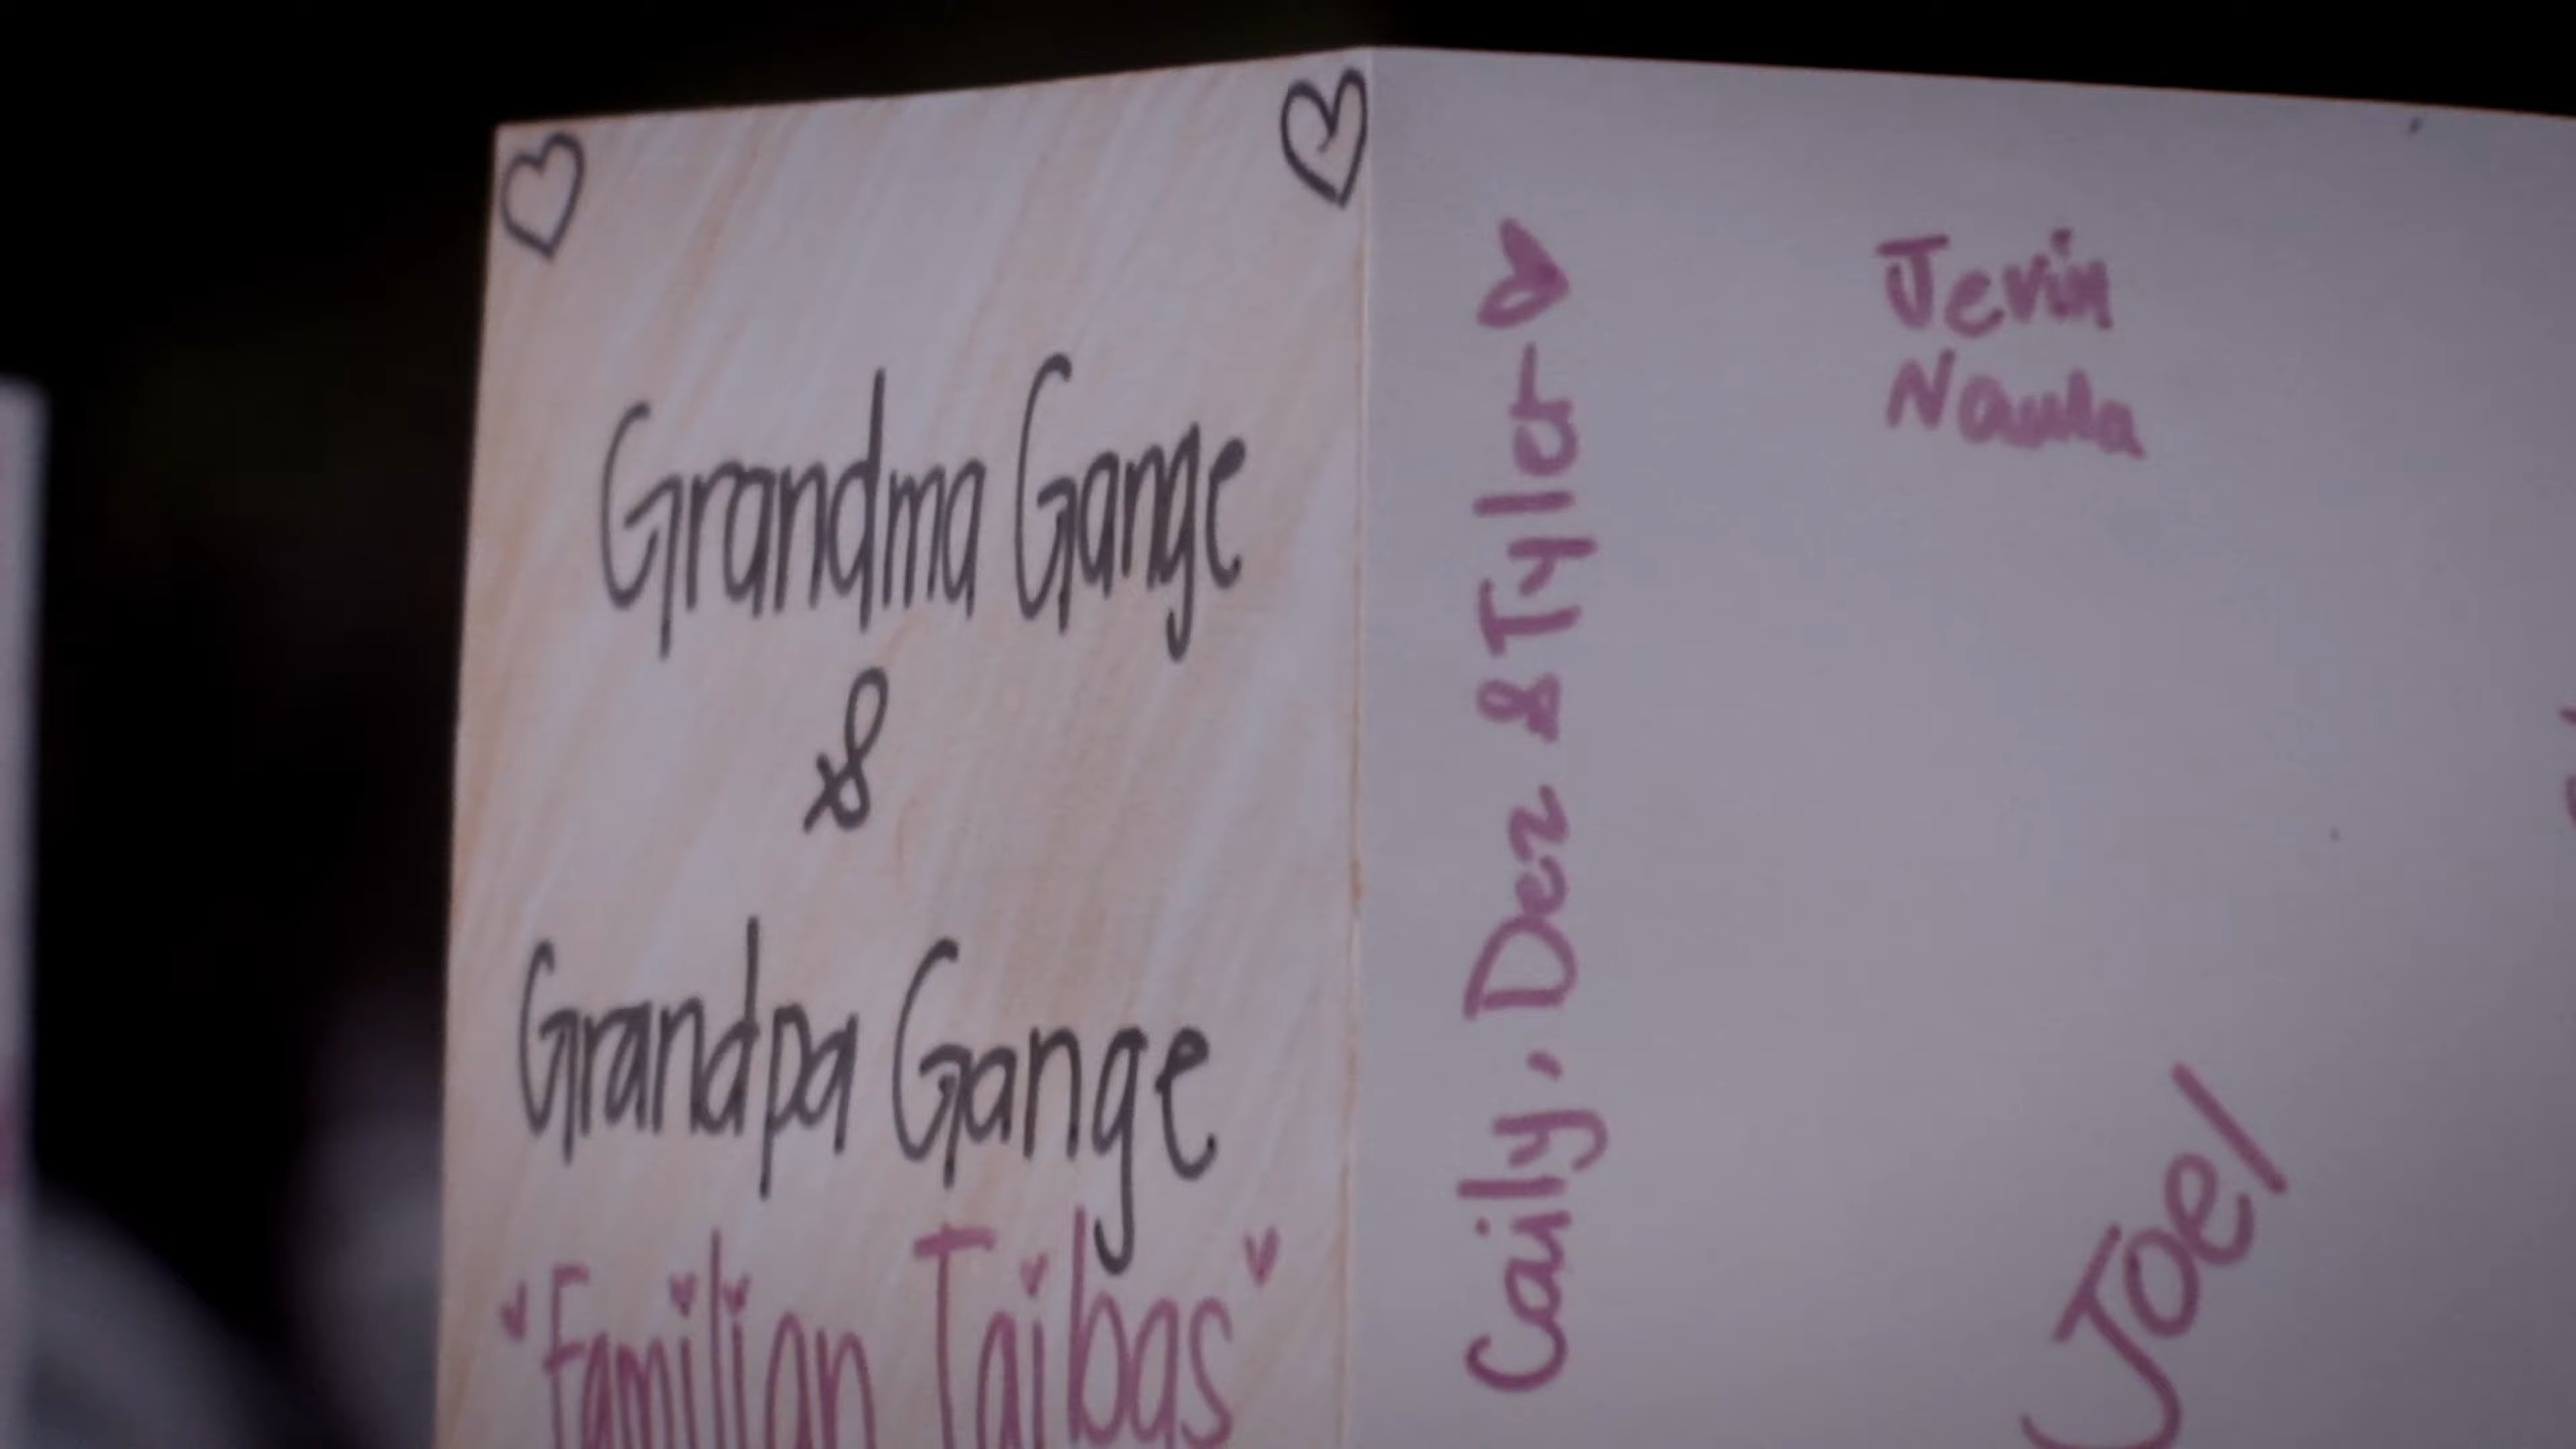 Grandma Gange
&
Grandpa Gange
"Familian Taibas"
Caily, Dez & Tyler
Jevin
Naula
Joel